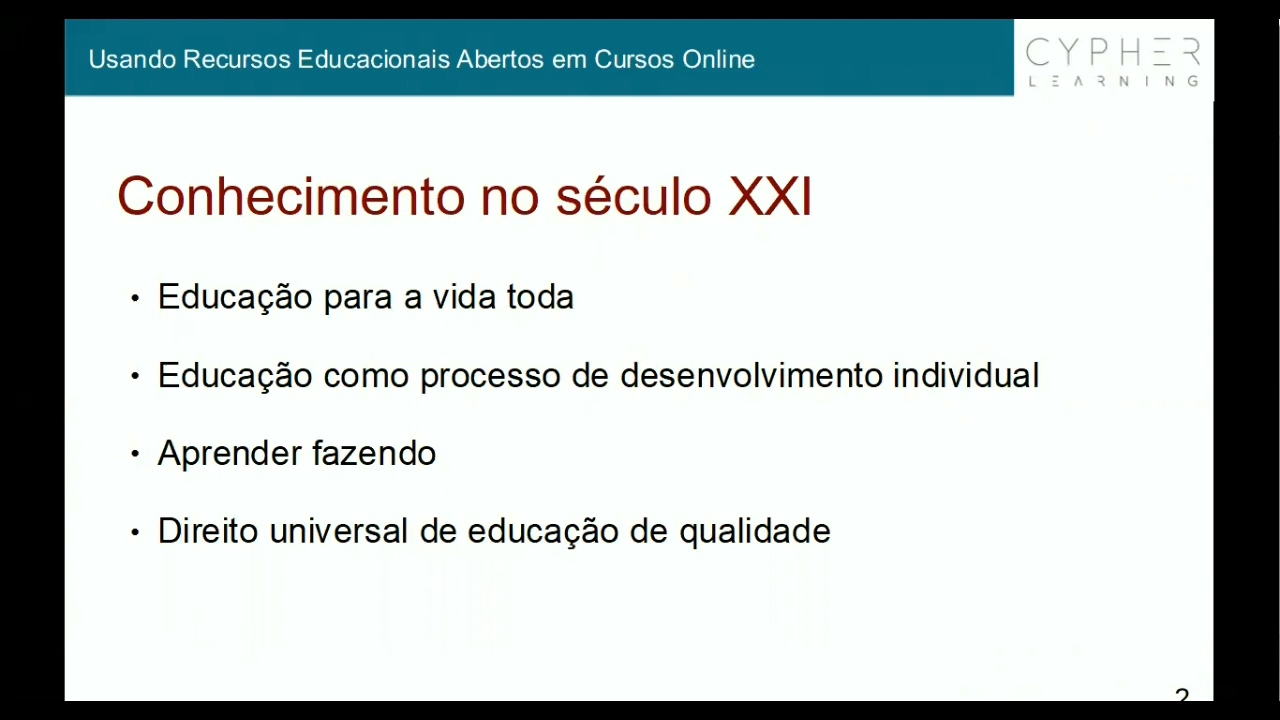 Usando Recursos Educacionais Abertos em Cursos Online
CYPHER
LEARNING
Conhecimento no século XXI
• Educação para a vida toda
• Educação como processo de desenvolvimento individual
• Aprender fazendo
• Direito universal de educação de qualidade
2